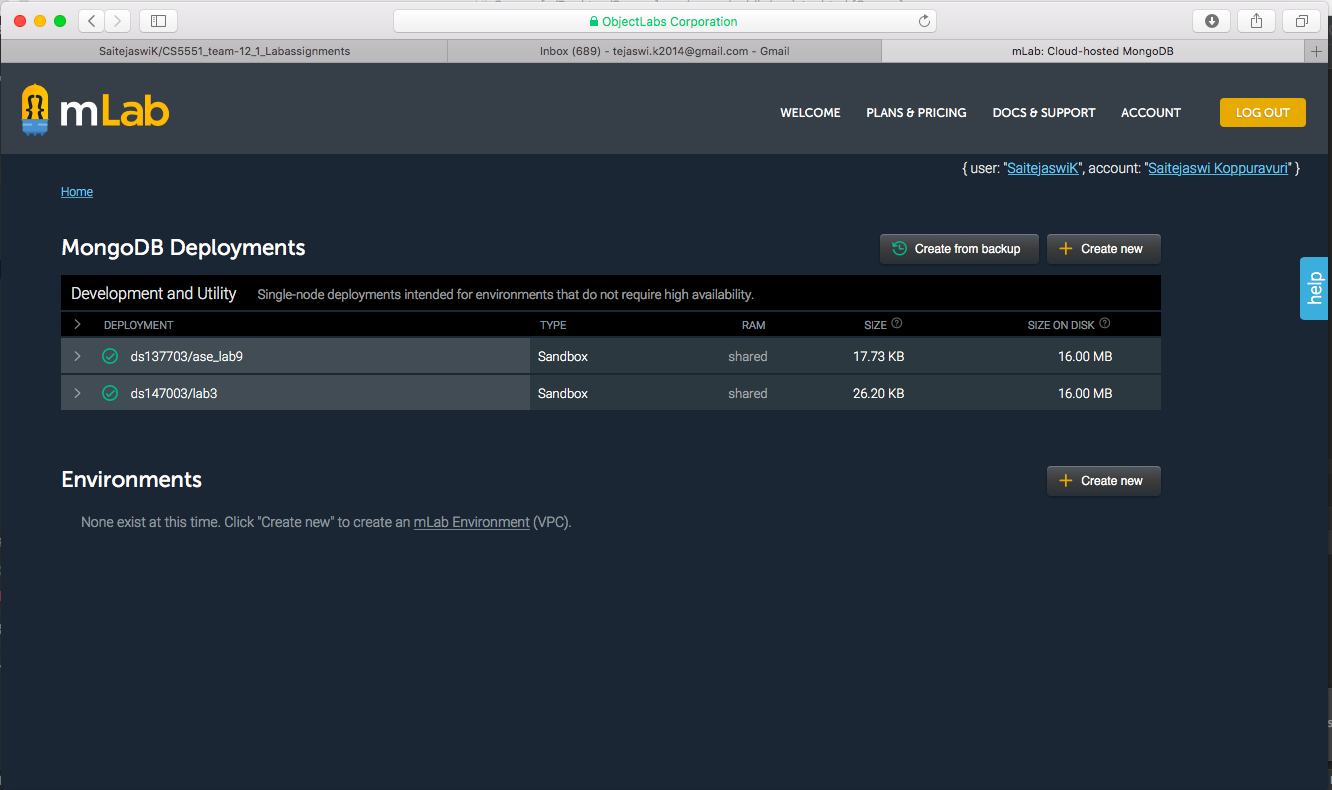 ObjectLabs Corporation
SaitejaswiK/CS5551_team-12_1_Labassignments
Inbox (689) - tejaswi.k2014@gmail.com - Gmail
mLab: Cloud-hosted MongoDB
mLab
WELCOME
PLANS & PRICING
DOCS & SUPPORT
ACCOUNT
LOG OUT
{ user: "SaitejaswiK", account: "Saitejaswi Koppuravuri" }
Home
MongoDB Deployments
Create from backup
Create new
help
Development and Utility Single-node deployments intended for environments that do not require high availability.
DEPLOYMENT TYPE RAM SIZE SIZE ON DISK
ds137703/ase_lab9 Sandbox shared 17.73 KB 16.00 MB
ds147003/lab3 Sandbox shared 26.20 KB 16.00 MB
Environments
Create new
None exist at this time. Click "Create new" to create an mLab Environment (VPC).